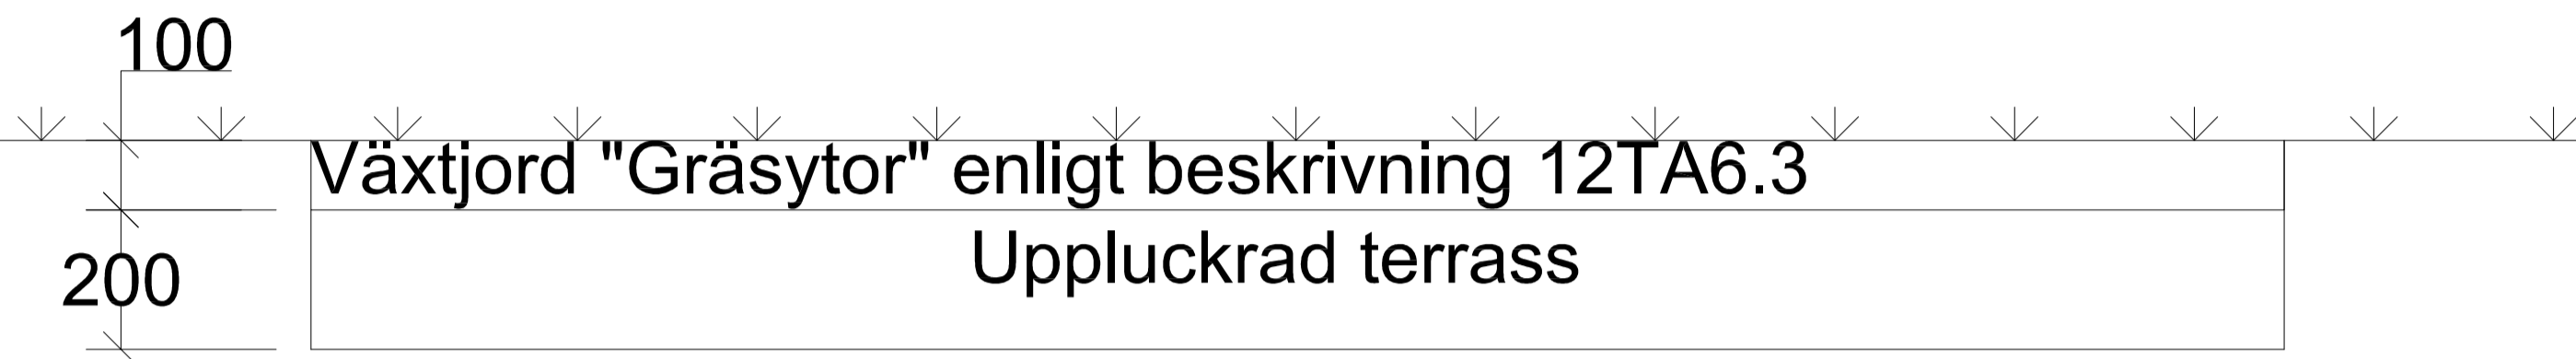 100
Växtjord "Gräsytor" enligt beskrivning 12TA6.3
Uppluckrad terrass
200